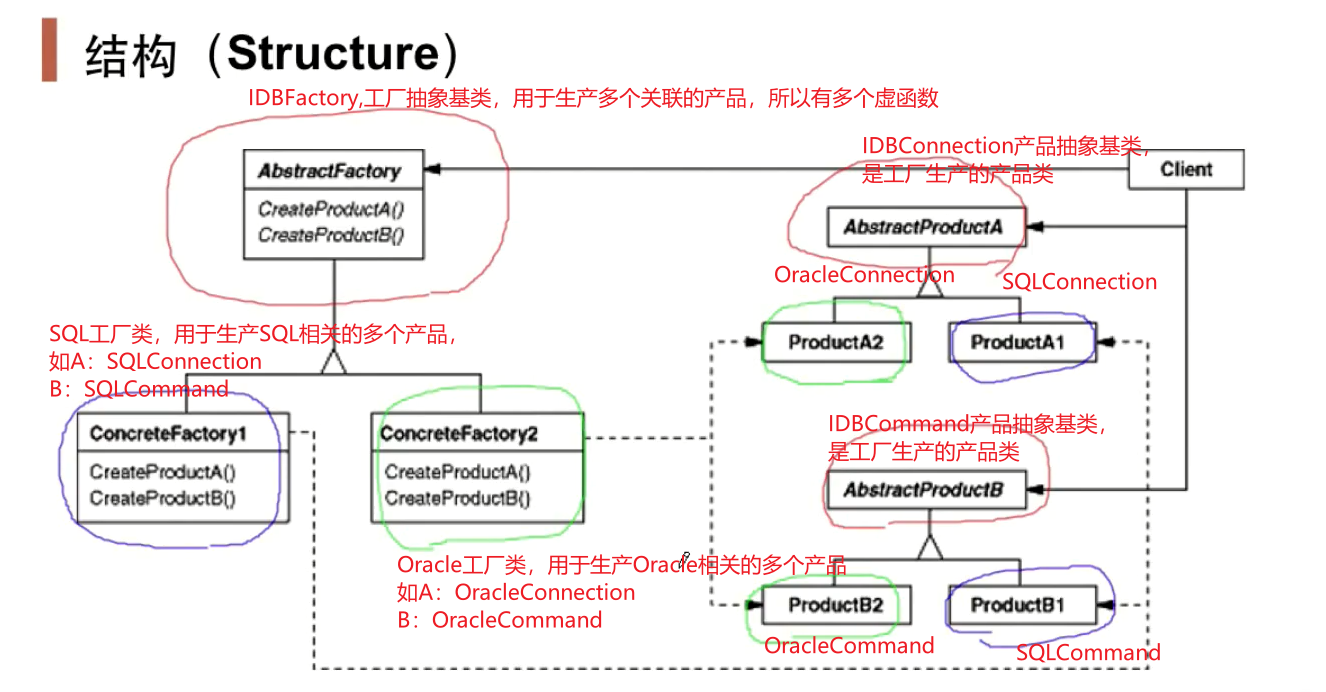 结构（Structure）
IDBFactory,工厂抽象基类，用于生产多个关联的产品，所以有多个虚函数
IDBConnection产品抽象基类，
是工厂生产的产品类
AbstractFactory
CreateProductA()
CreateProductB()
Client
AbstractProductA
OracleConnection
SQLConnection
ProductA2
ProductA1
SQL工厂类，用于生产SQL相关的多个产品，
如A：SQLConnection
B：SQLCommand
ConcreteFactory1
CreateProductA()
CreateProductB()
ConcreteFactory2
CreateProductA()
CreateProductB()
IDBCommand产品抽象基类，
是工厂生产的产品类
AbstractProductB
Oracle工厂类，用于生产Oracle相关的多个产品
如A：OracleConnection
B：OracleCommand
ProductB2
ProductB1
OracleCommand
SQLCommand